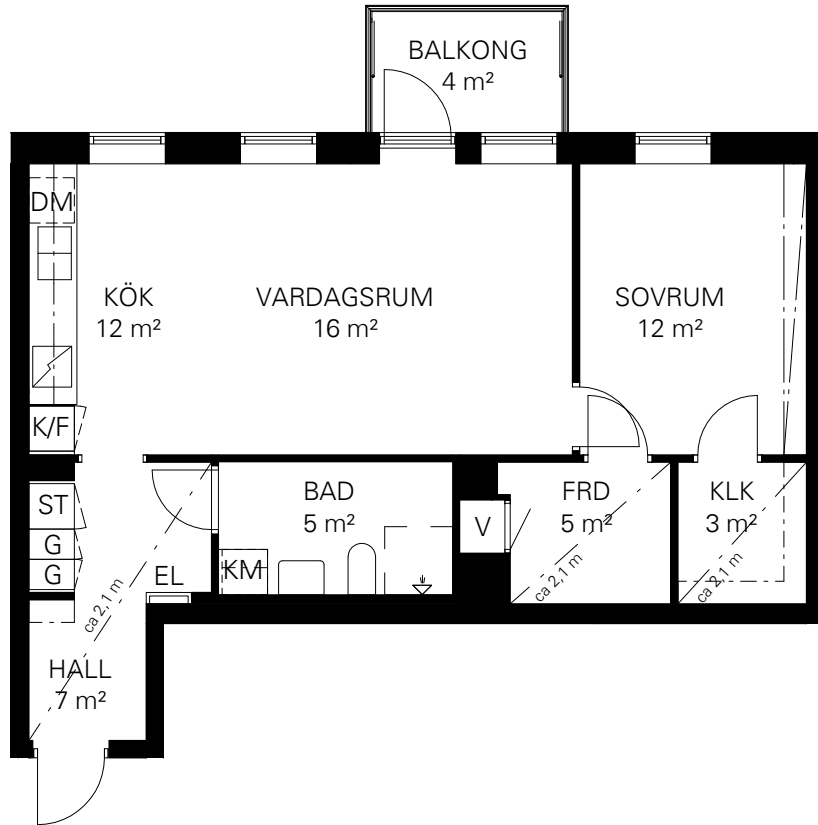 BALKONG
4 m²
DM
KÖK
12 m²
VARDAGSRUM
16 m²
SOVRUM
12 m²
K/F
ST
G
G
EL
ca 2,1 m
BAD
5 m²
KM
V
FRD
5 m²
ca 2,1 m
KLK
3 m²
ca 2,1 m
HALL
7 m²